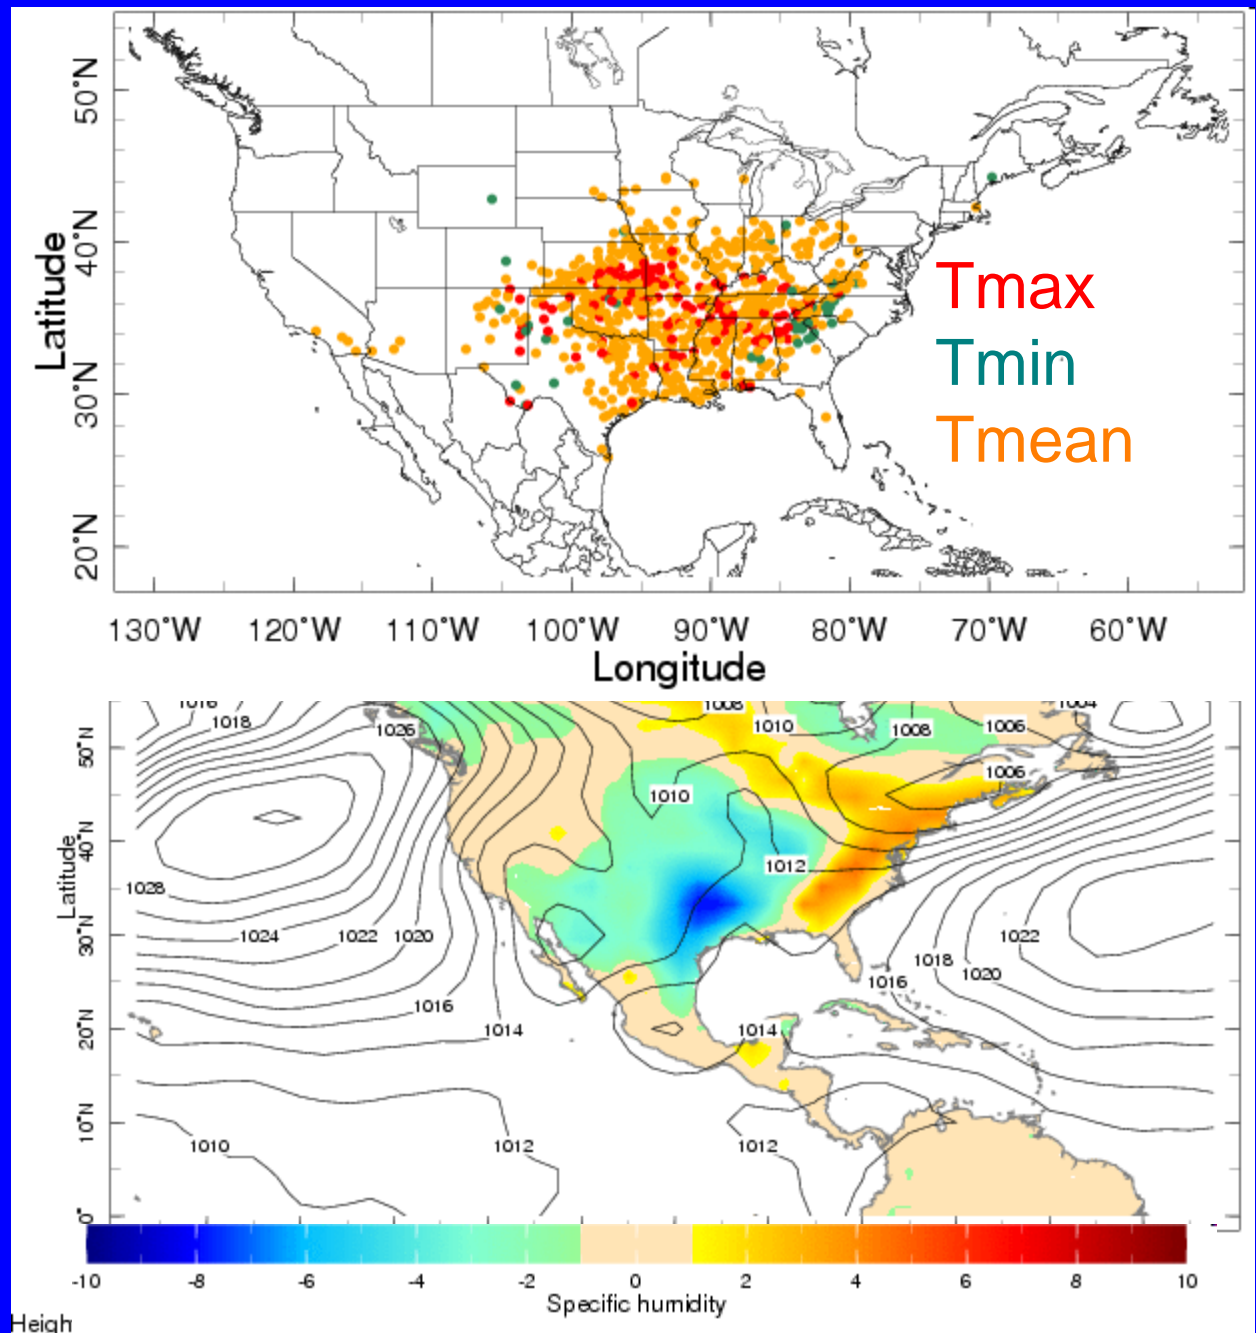 50°N
40°N
30°N
20°N
Latitude
Tmax
Tmin
Tmean
130°W 120°W 110°W 100°W 90°W 80°W 70°W 60°W
Longitude
1016 1008 1004
1018 1026 1010 1008 1006
1006
1010
1012
1028
1024 1022 1020 1022
1018
1016 1020
1016
1014 1014
1010 1012 1012
50°N
40°N
30°N
20°N
10°N
0°
Latitude
-10 -8 -6 -4 -2 0 2 4 6 8 10
Specific humidity
Heigh